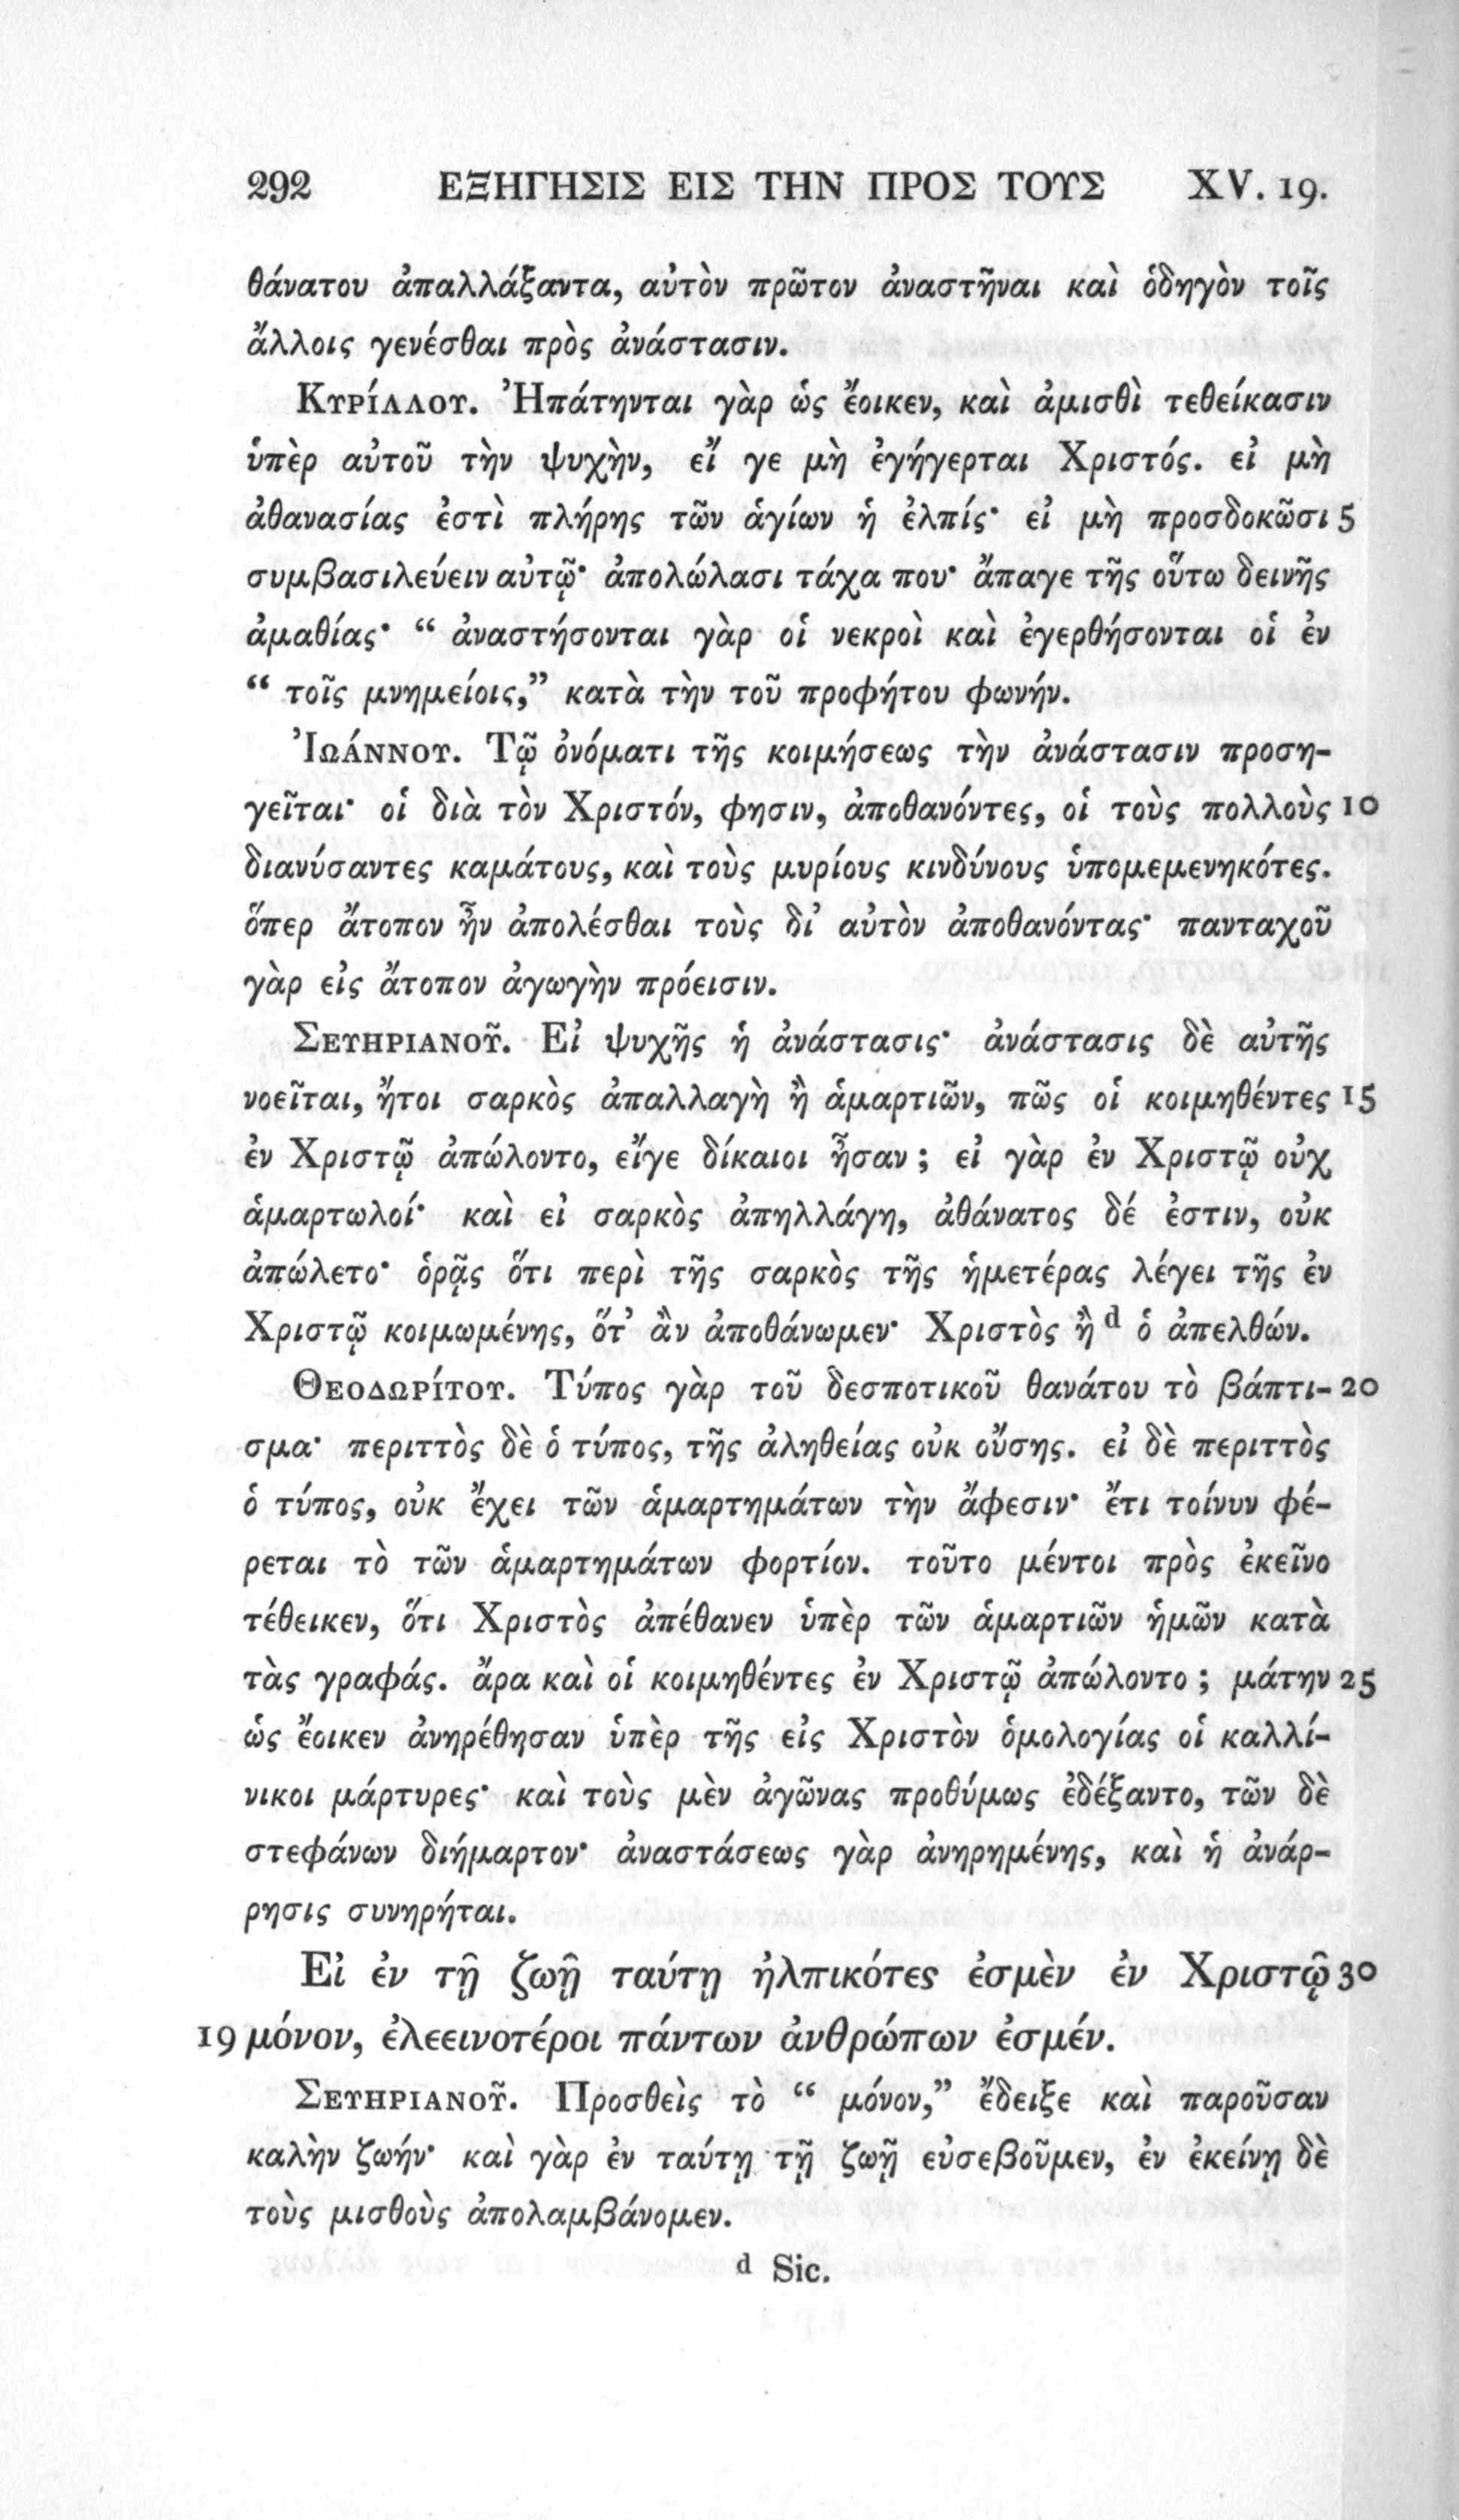 292 ΕΞΗΓΗΣΙΣ ΕΙΣ ΤΗΝ ΠΡΟΣ ΤΟΥΣ XV. 19.
θάνατου ἀπαλλάξαντα, αὐτὸν πρῶτον ἀναστῆναι καὶ ὁδηγὸν τοῖς
ἄλλοις γενέσθαι πρὸς ἀνάστασιν.
Κυρίλλου. Ἠπάτηνται γὰρ ὡς ἔοικεν, καὶ ἀμισθὶ τεθείκασιν
ὑπὲρ αὐτοῦ τὴν ψυχὴν, εἴ γε μὴ ἐγήγερται Χριστός. εἰ μὴ
ἀθανασίας ἐστὶ πλήρης τῶν ἁγίων ἡ ἐλπίς· εἰ μὴ προσδοκῶσι 5
συμβασιλεύειν αὐτῷ· ἀπολώλασι τάχα που· ἄπαγε τῆς οὕτω δεινῆς
ἀμαθίας· “ ἀναστήσονται γὰρ οἱ νεκροὶ καὶ ἐγερθήσονται οἱ ἐν
“ τοῖς μνημείοις,” κατὰ τὴν τοῦ προφήτου φωνήν.
Ἰωάννου. Τῷ ὀνόματι τῆς κοιμήσεως τὴν ἀνάστασιν προση-
γεῖται· οἱ διὰ τὸν Χριστόν, φησιν, ἀποθανόντες, οἱ τοὺς πολλοὺς 10
διανύσαντες καμάτους, καὶ τοὺς μυρίους κινδύνους ὑπομεμενηκότες.
ὅπερ ἄτοπον ἦν ἀπολέσθαι τοὺς δι’ αὐτὸν ἀποθανόντας· πανταχοῦ
γὰρ εἰς ἄτοπον ἀγωγὴν πρόεισιν.
Σευηριανοῦ. Εἰ ψυχῆς ἡ ἀνάστασις· ἀνάστασις δὲ αὐτῆς
νοεῖται, ἤτοι σαρκὸς ἀπαλλαγὴ ἢ ἁμαρτιῶν, πῶς οἱ κοιμηθέντες 15
ἐν Χριστῷ ἀπώλοντο, εἴγε δίκαιοι ἦσαν ; εἰ γὰρ ἐν Χριστῷ οὐχ
ἁμαρτωλοί· καὶ εἰ σαρκὸς ἀπηλλάγη, ἀθάνατος δέ ἐστιν, οὐκ
ἀπώλετο· ὁρᾷς ὅτι περὶ τῆς σαρκὸς τῆς ἡμετέρας λέγει τῆς ἐν
Χριστῷ κοιμωμένης, ὅτ’ ἂν ἀποθάνωμεν· Χριστὸς ἢ d ὁ ἀπελθών.
Θεοδωρίτου. Τύπος γὰρ τοῦ δεσποτικοῦ θανάτου τὸ βάπτι- 20
σμα· περιττὸς δὲ ὁ τύπος, τῆς ἀληθείας οὐκ οὔσης. εἰ δὲ περιττὸς
ὁ τύπος, οὐκ ἔχει τῶν ἁμαρτημάτων τὴν ἄφεσιν· ἔτι τοίνυν φέ-
ρεται τὸ τῶν ἁμαρτημάτων φορτίον. τοῦτο μέντοι πρὸς ἐκεῖνο
τέθεικεν, ὅτι Χριστὸς ἀπέθανεν ὑπὲρ τῶν ἁμαρτιῶν ἡμῶν κατὰ
τὰς γραφάς. ἄρα καὶ οἱ κοιμηθέντες ἐν Χριστῷ ἀπώλοντο ; μάτην 25
ὡς ἔοικεν ἀνηρέθησαν ὑπὲρ τῆς εἰς Χριστὸν ὁμολογίας οἱ καλλί-
νικοι μάρτυρες· καὶ τοὺς μὲν ἀγῶνας προθύμως ἐδέξαντο, τῶν δὲ
στεφάνων διήμαρτον· ἀναστάσεως γὰρ ἀνηρημένης, καὶ ἡ ἀνάρ-
ρησις συνηρήται.
Εἰ ἐν τῇ ζωῇ ταύτῃ ἠλπικότες ἐσμὲν ἐν Χριστῷ 30
19 μόνον, ἐλεεινοτέροι πάντων ἀνθρώπων ἐσμέν.
Σευηριανοῦ. Προσθεὶς τὸ “ μόνον,” ἔδειξε καὶ παροῦσαν
καλὴν ζωήν· καὶ γὰρ ἐν ταύτῃ τῇ ζωῇ εὐσεβοῦμεν, ἐν ἐκείνῃ δὲ
τοὺς μισθοὺς ἀπολαμβάνομεν.
d Sic.